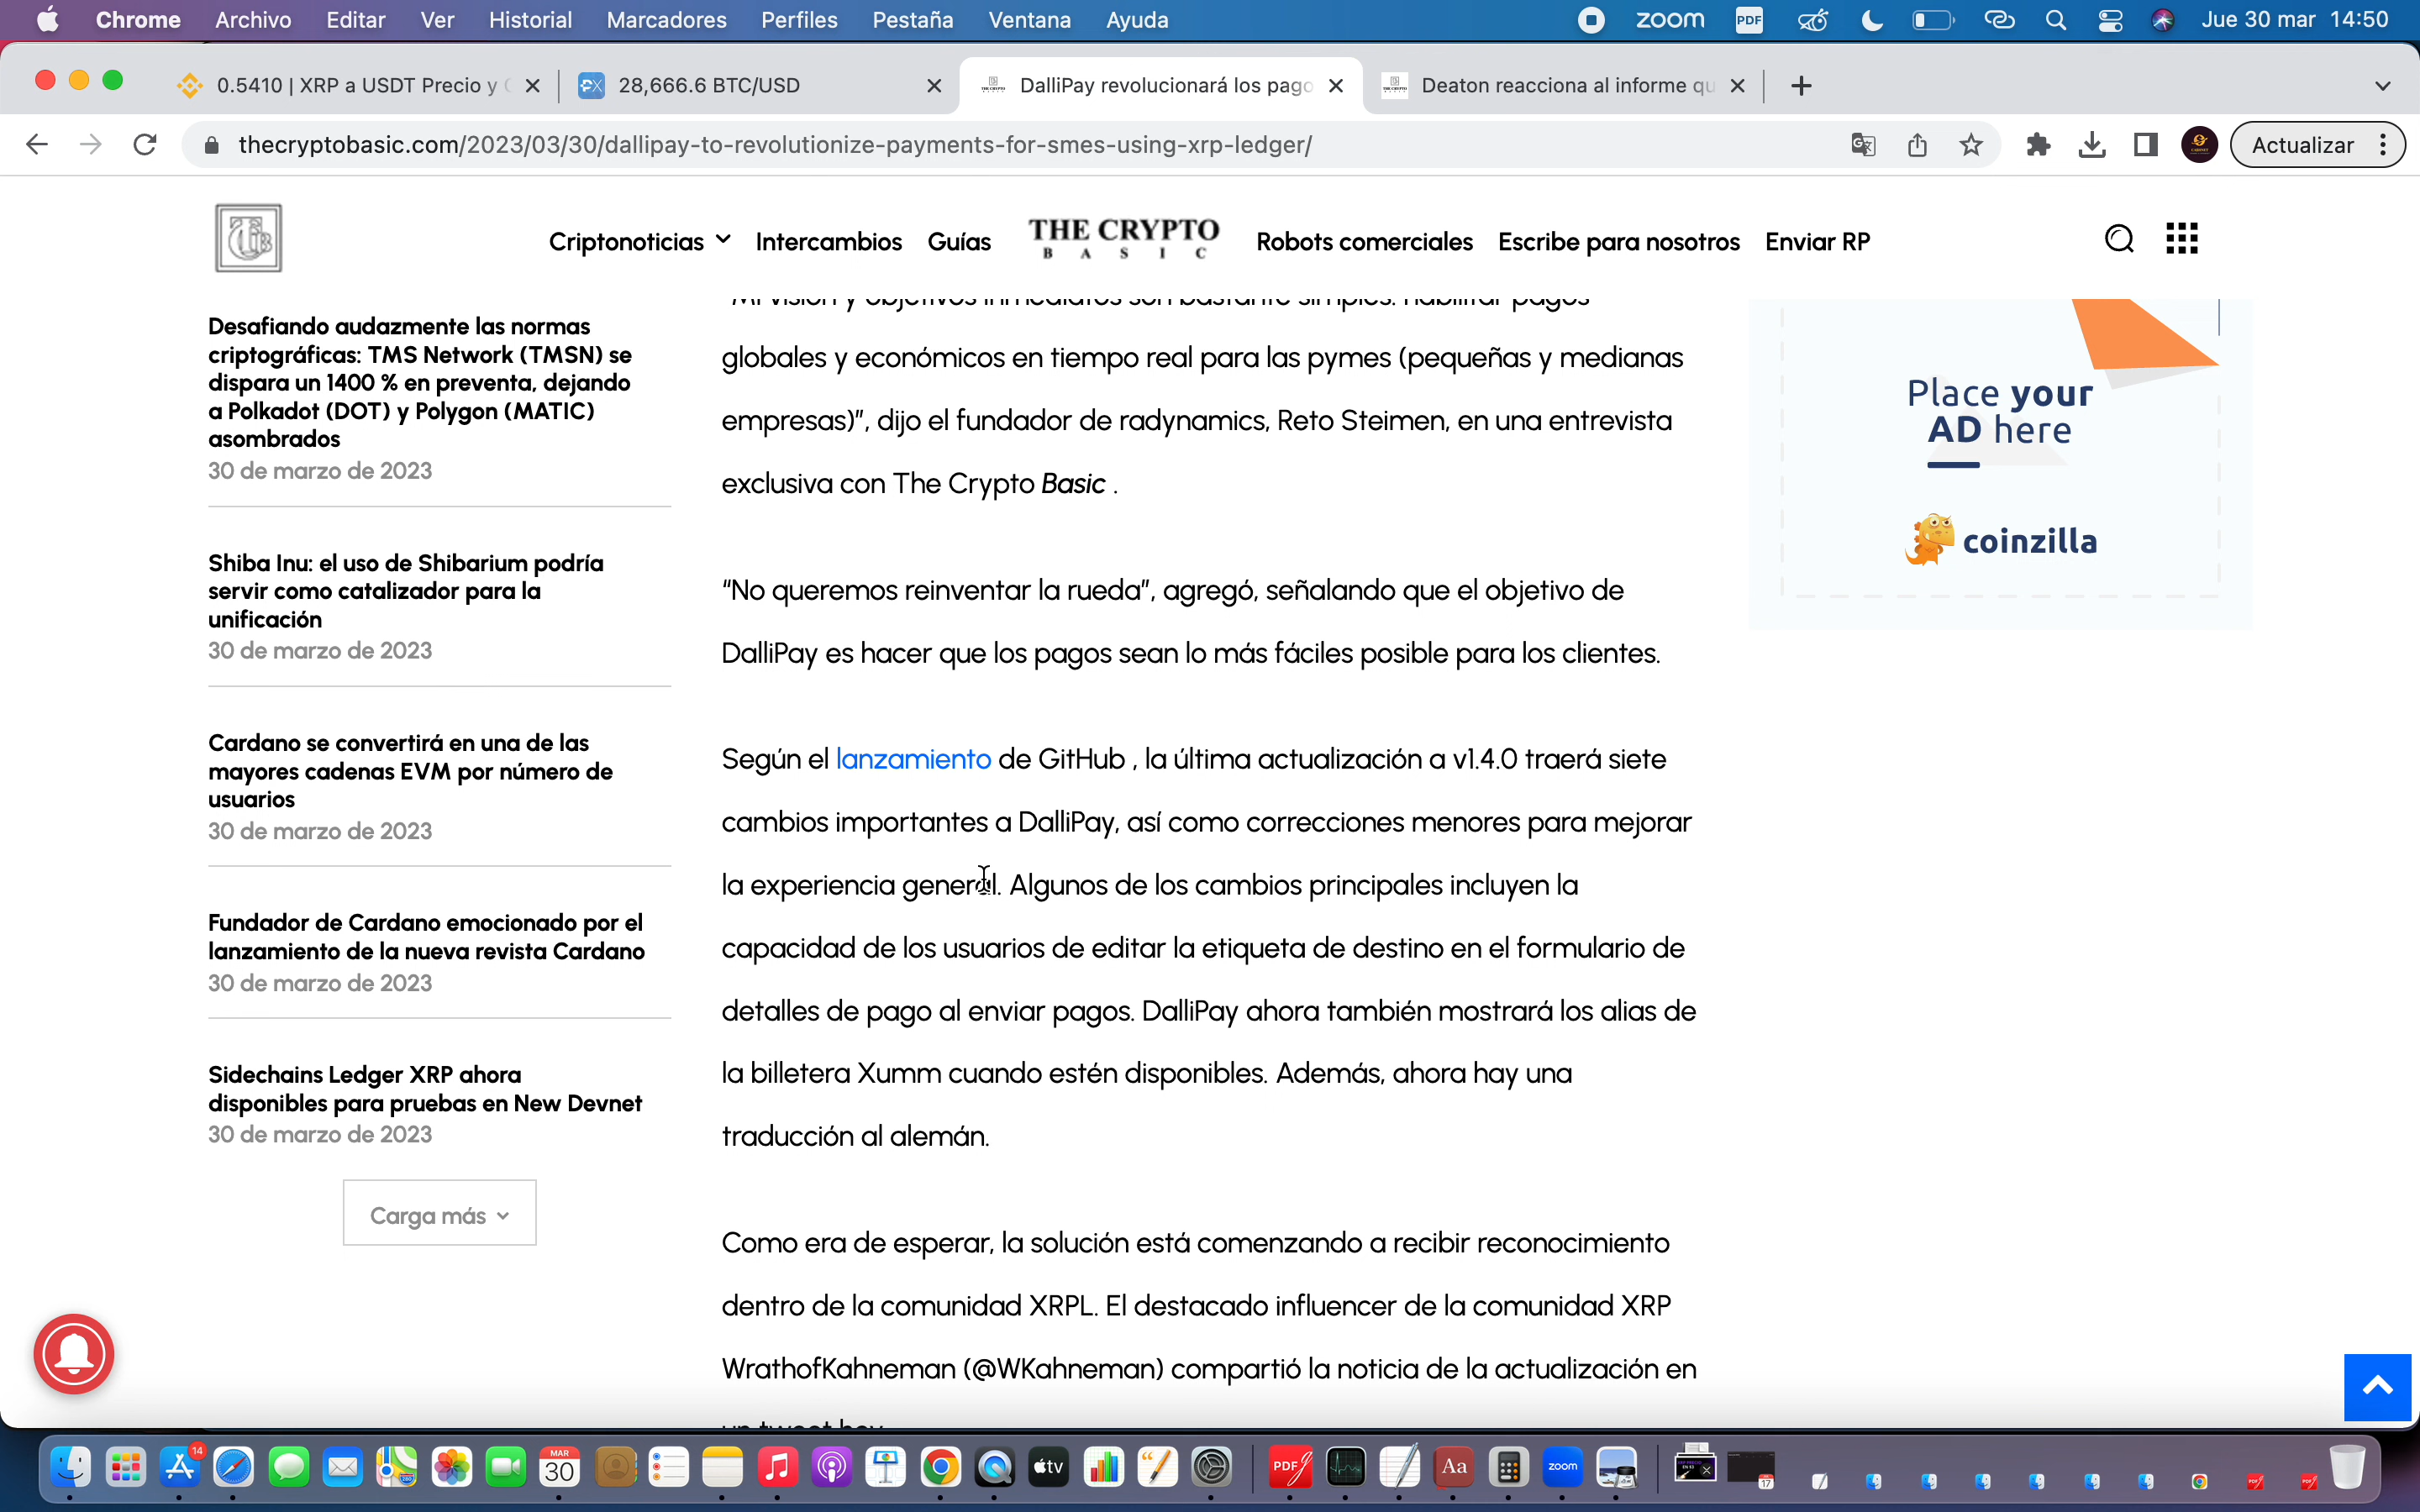 Chrome Archivo Editar Ver Historial Marcadores Perfiles Pestaña Ventana Ayuda zoom PDF Jue 30 mar 14:50
0.5410 | XRP a USDT Precio y
28,666.6 BTC/USD
DalliPay revolucionará los pago
Deaton reacciona al informe qu
thecryptobasic.com/2023/03/30/dallipay-to-revolutionize-payments-for-smes-using-xrp-ledger/
Actualizar
Criptonoticias Intercambios Guías THE CRYPTO Robots comerciales Escribe para nosotros Enviar RP
BASIC
Desafiando audazmente las normas
criptográficas: TMS Network (TMSN) se
dispara un 1400 % en preventa, dejando
a Polkadot (DOT) y Polygon (MATIC)
asombrados
30 de marzo de 2023
Shiba Inu: el uso de Shibarium podría
servir como catalizador para la
unificación
30 de marzo de 2023
Cardano se convertirá en una de las
mayores cadenas EVM por número de
usuarios
30 de marzo de 2023
Fundador de Cardano emocionado por el
lanzamiento de la nueva revista Cardano
30 de marzo de 2023
Sidechains Ledger XRP ahora
disponibles para pruebas en New Devnet
30 de marzo de 2023
Carga más
"Mi visión y objetivos inmediatos son bastante simples: habilitar pagos
globales y económicos en tiempo real para las pymes (pequeñas y medianas
empresas)”, dijo el fundador de radynamics, Reto Steimen, en una entrevista
exclusiva con The Crypto Basic .
“No queremos reinventar la rueda”, agregó, señalando que el objetivo de
DalliPay es hacer que los pagos sean lo más fáciles posible para los clientes.
Según el lanzamiento de GitHub , la última actualización a v1.4.0 traerá siete
cambios importantes a DalliPay, así como correcciones menores para mejorar
la experiencia general. Algunos de los cambios principales incluyen la
capacidad de los usuarios de editar la etiqueta de destino en el formulario de
detalles de pago al enviar pagos. DalliPay ahora también mostrará los alias de
la billetera Xumm cuando estén disponibles. Además, ahora hay una
traducción al alemán.
Como era de esperar, la solución está comenzando a recibir reconocimiento
dentro de la comunidad XRPL. El destacado influencer de la comunidad XRP
WrathofKahneman (@WKahneman) compartió la noticia de la actualización en
un tweet hoy
Place your
AD here
coinzilla
14
MAR
30
tv
PDF
Aa
zoom
17